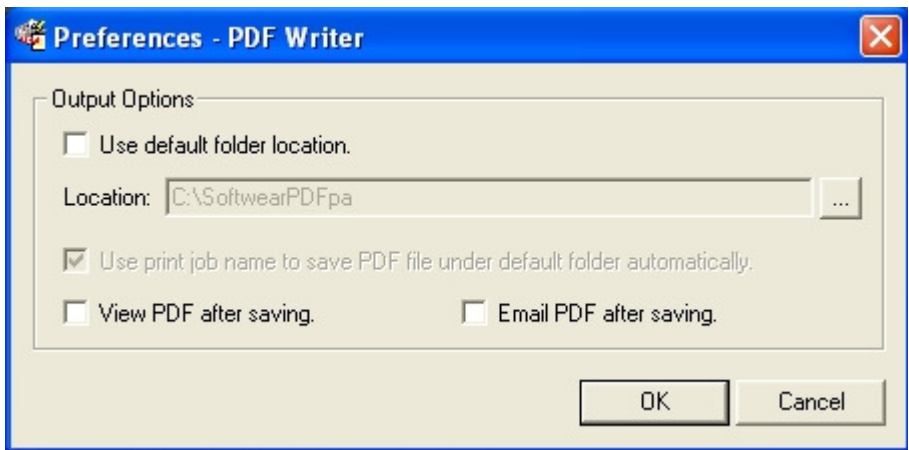 Preferences - PDF Writer
Output Options
Use default folder location.
Location: C:\SoftwearPDFpa ...
Use print job name to save PDF file under default folder automatically.
View PDF after saving. Email PDF after saving.
OK Cancel